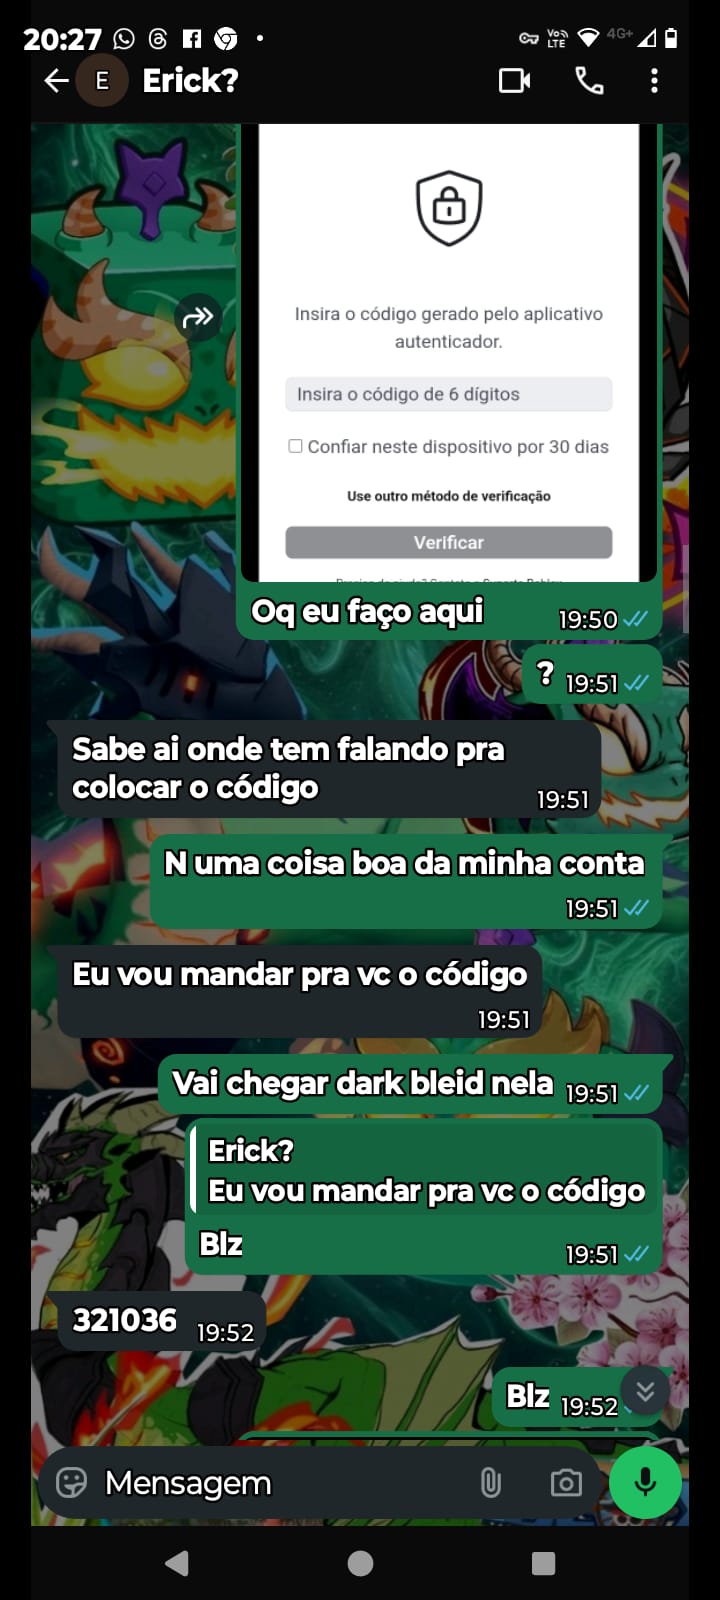 20:27
Vo))
LTE
4G+
E
Erick?
Insira o código gerado pelo aplicativo
autenticador.
Insira o código de 6 dígitos
Confiar neste dispositivo por 30 dias
Use outro método de verificação
Verificar
Oq eu faço aqui
19:50
?
19:51
Sabe ai onde tem falando pra
colocar o código
19:51
N uma coisa boa da minha conta
19:51
Eu vou mandar pra vc o código
19:51
Vai chegar dark bleid nela
19:51
Erick?
Eu vou mandar pra vc o código
Blz
19:51
321036
19:52
Blz
19:52
Mensagem